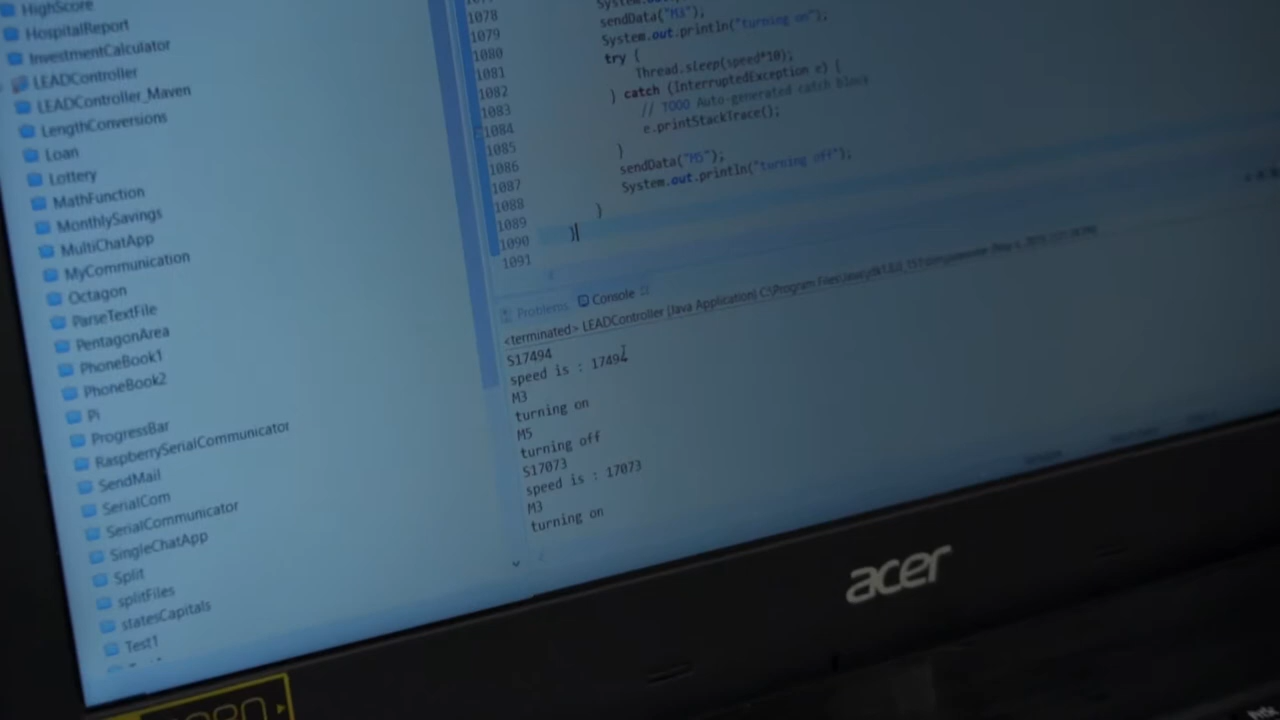 HighScore
HospitalReport
InvestmentCalculator
LEADController
LEADController_Maven
LengthConversions
Loan
Lottery
MathFunction
MonthlySavings
MultiChatApp
MyCommunication
Octagon
ParseTextFile
PentagonArea
PhoneBook1
PhoneBook2
Pi
ProgressBar
RaspberrySerialCommunicator
SendMail
SerialCom
SerialCommunicator
SingleChatApp
Split
splitFiles
statesCapitals
Test1
1078 sendData("M3");
1079 System.out.println("turning on");
1080 try {
1081 Thread.sleep(speed*10);
1082 } catch (InterruptedException e) {
1083 // TODO Auto-generated catch block
1084 e.printStackTrace();
1085 }
1086 sendData("M5");
1087 System.out.println("turning off");
1088 }
1089
1090 }
1091
Problems Console
<terminated> LEADController [Java Application] C:\Program Files\Java\
S17494
speed is : 17494
M3
turning on
M5
turning off
S17073
speed is : 17073
M3
turning on
acer